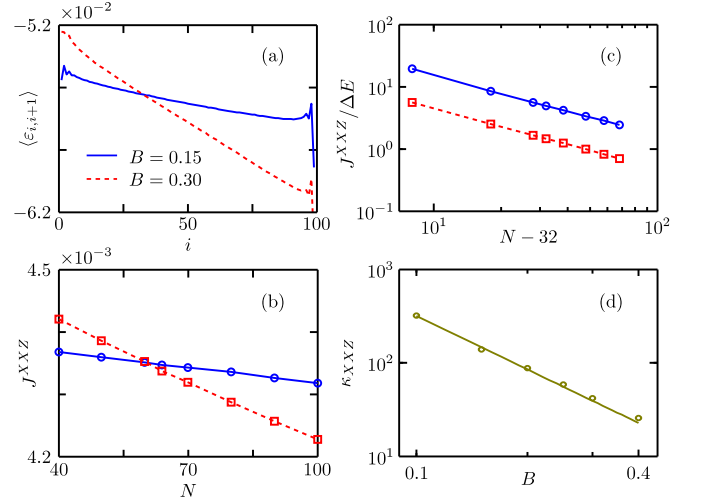 ×10⁻²
−5.2
−6.2
⟨ε_{i,i+1}⟩
(a)
B = 0.15
B = 0.30
0
50
100
i
10²
10¹
10⁰
10⁻¹
J^{XXZ}/ΔE
(c)
10¹
10²
N − 32
×10⁻³
4.5
4.2
J^{XXZ}
(b)
40
70
100
N
10³
10²
10¹
κ_{XXZ}
(d)
0.1
0.4
B